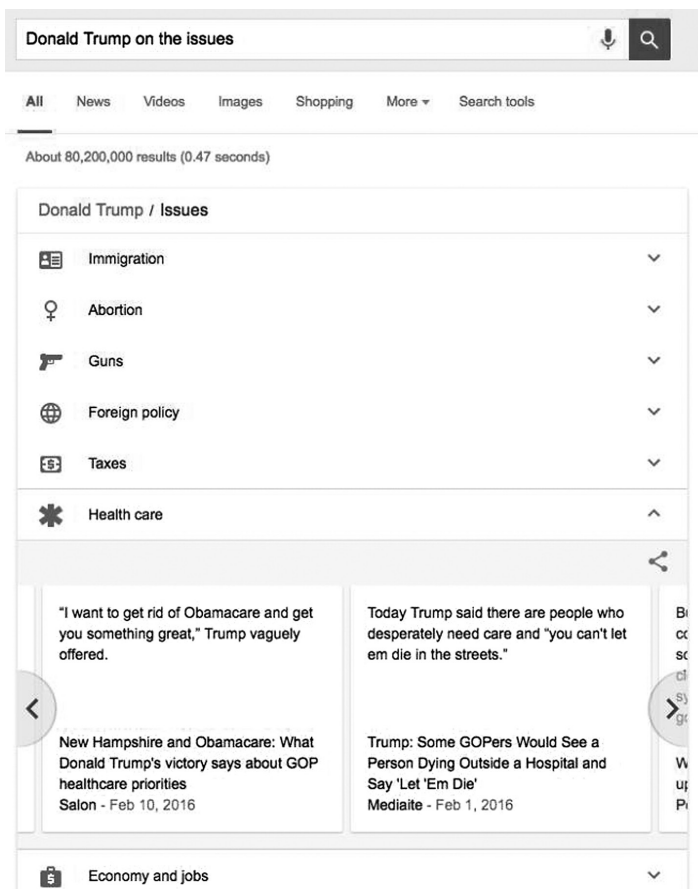 Donald Trump on the issues
All News Videos Images Shopping More Search tools
About 80,200,000 results (0.47 seconds)
Donald Trump / Issues
Immigration
Abortion
Guns
Foreign policy
Taxes
Health care
“I want to get rid of Obamacare and get
you something great,” Trump vaguely
offered.
New Hampshire and Obamacare: What
Donald Trump's victory says about GOP
healthcare priorities
Salon - Feb 10, 2016
Today Trump said there are people who
desperately need care and “you can't let
em die in the streets.”
Trump: Some GOPers Would See a
Person Dying Outside a Hospital and
Say 'Let 'Em Die'
Mediaite - Feb 1, 2016
Economy and jobs